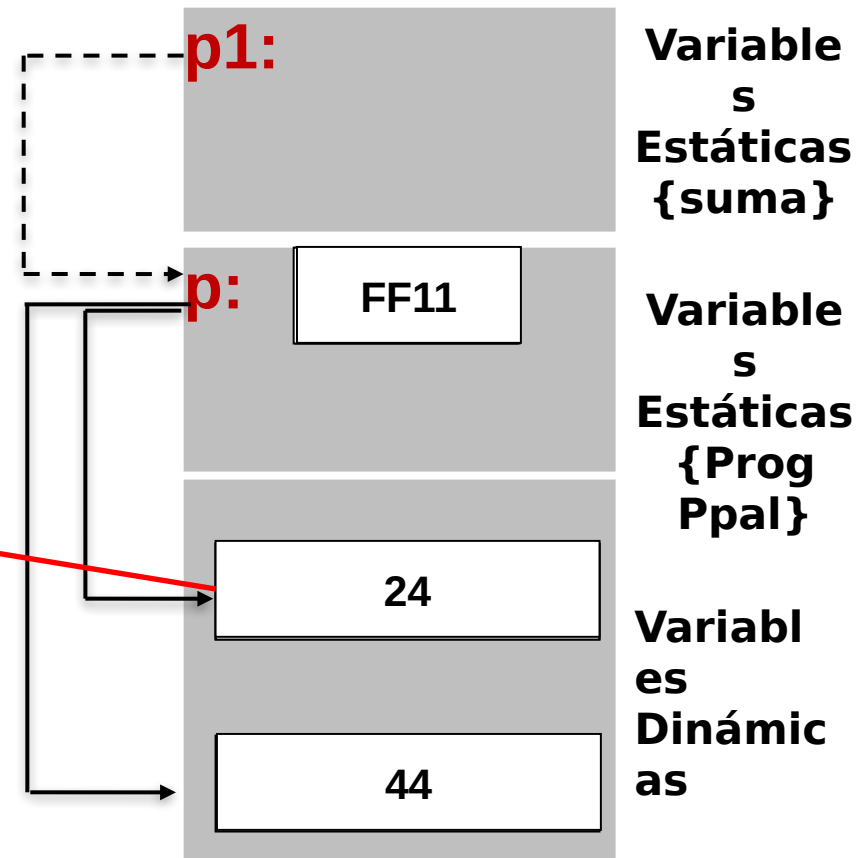 p1:
Variable
s
Estáticas
{suma}
p:
FF11
Variable
s
Estáticas
{Prog
Ppal}
24
Variabl
es
Dinámic
as
44